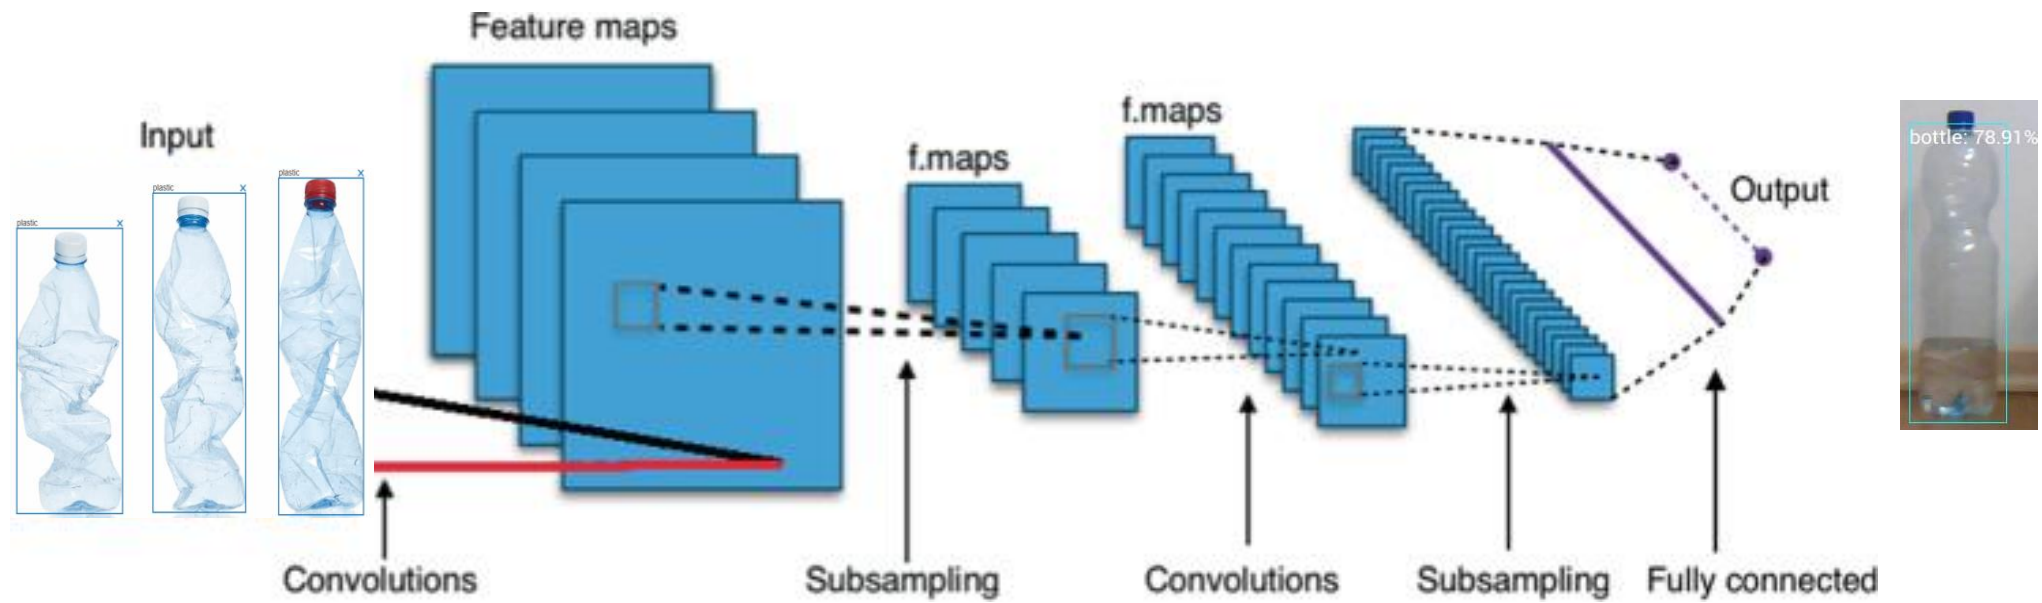 Feature maps
Input
plastic x
plastic x
plastic x
f.maps
f.maps
Output
bottle: 78.91%
Convolutions
Subsampling
Convolutions
Subsampling
Fully connected